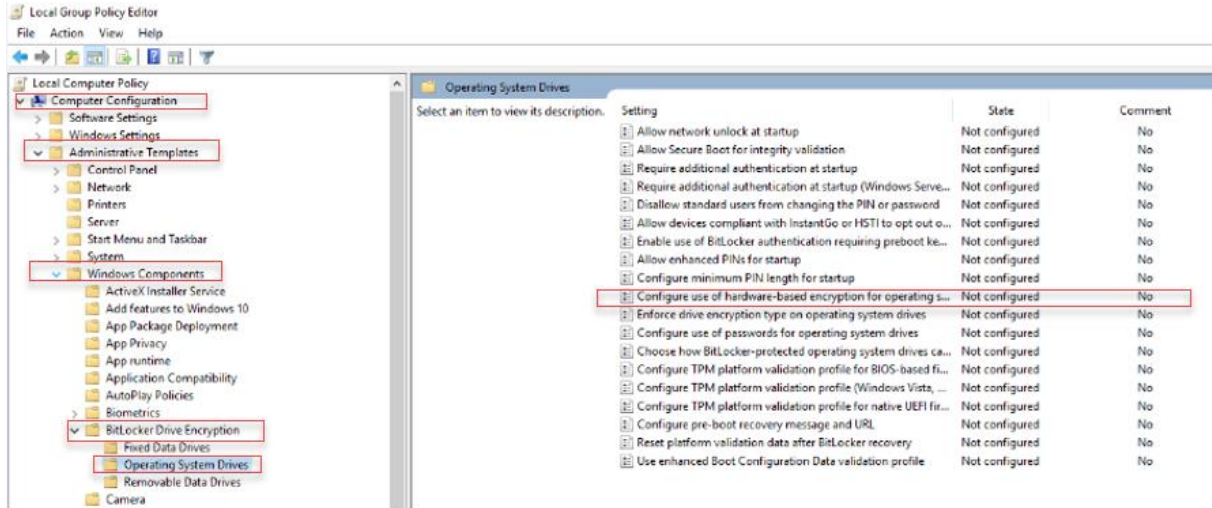 Local Group Policy Editor
File Action View Help
Local Computer Policy
Computer Configuration
Software Settings
Windows Settings
Administrative Templates
Control Panel
Network
Printers
Server
Start Menu and Taskbar
System
Windows Components
ActiveX Installer Service
Add features to Windows 10
App Package Deployment
App Privacy
App runtime
Application Compatibility
AutoPlay Policies
Biometrics
BitLocker Drive Encryption
Fixed Data Drives
Operating System Drives
Removable Data Drives
Camera
Operating System Drives
Select an item to view its description.
Setting State Comment
Allow network unlock at startup Not configured No
Allow Secure Boot for integrity validation Not configured No
Require additional authentication at startup Not configured No
Require additional authentication at startup (Windows Serve... Not configured No
Disallow standard users from changing the PIN or password Not configured No
Allow devices compliant with InstantGo or HSTI to opt out o... Not configured No
Enable use of BitLocker authentication requiring preboot ke... Not configured No
Allow enhanced PINs for startup Not configured No
Configure minimum PIN length for startup Not configured No
Configure use of hardware-based encryption for operating s... Not configured No
Enforce drive encryption type on operating system drives Not configured No
Configure use of passwords for operating system drives Not configured No
Choose how BitLocker-protected operating system drives ca... Not configured No
Configure TPM platform validation profile for BIOS-based fi... Not configured No
Configure TPM platform validation profile (Windows Vista, ... Not configured No
Configure TPM platform validation profile for native UEFI fir... Not configured No
Configure pre-boot recovery message and URL Not configured No
Reset platform validation data after BitLocker recovery Not configured No
Use enhanced Boot Configuration Data validation profile Not configured No